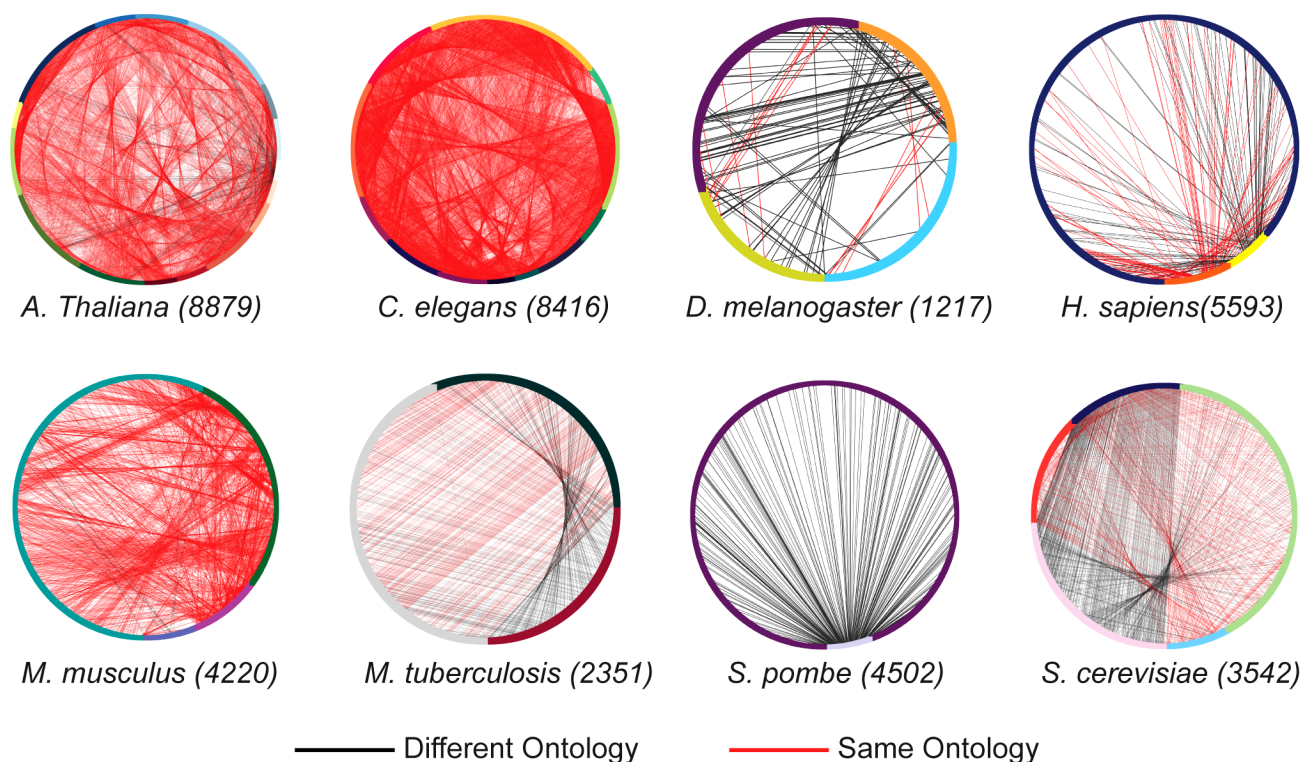 A. Thaliana (8879) C. elegans (8416) D. melanogaster (1217) H. sapiens(5593)
M. musculus (4220) M. tuberculosis (2351) S. pombe (4502) S. cerevisiae (3542)
Different Ontology Same Ontology